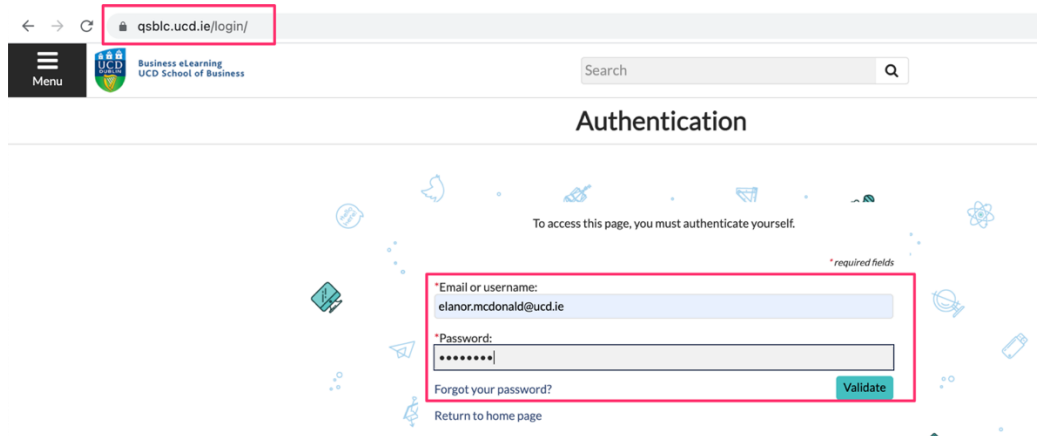 qsblc.ucd.ie/login/
Menu
UCD
DUBLIN
Business eLearning
UCD School of Business
Search
Authentication
To access this page, you must authenticate yourself.
*required fields
*Email or username:
elanor.mcdonald@ucd.ie
*Password:
••••••••
Forgot your password?
Validate
Return to home page